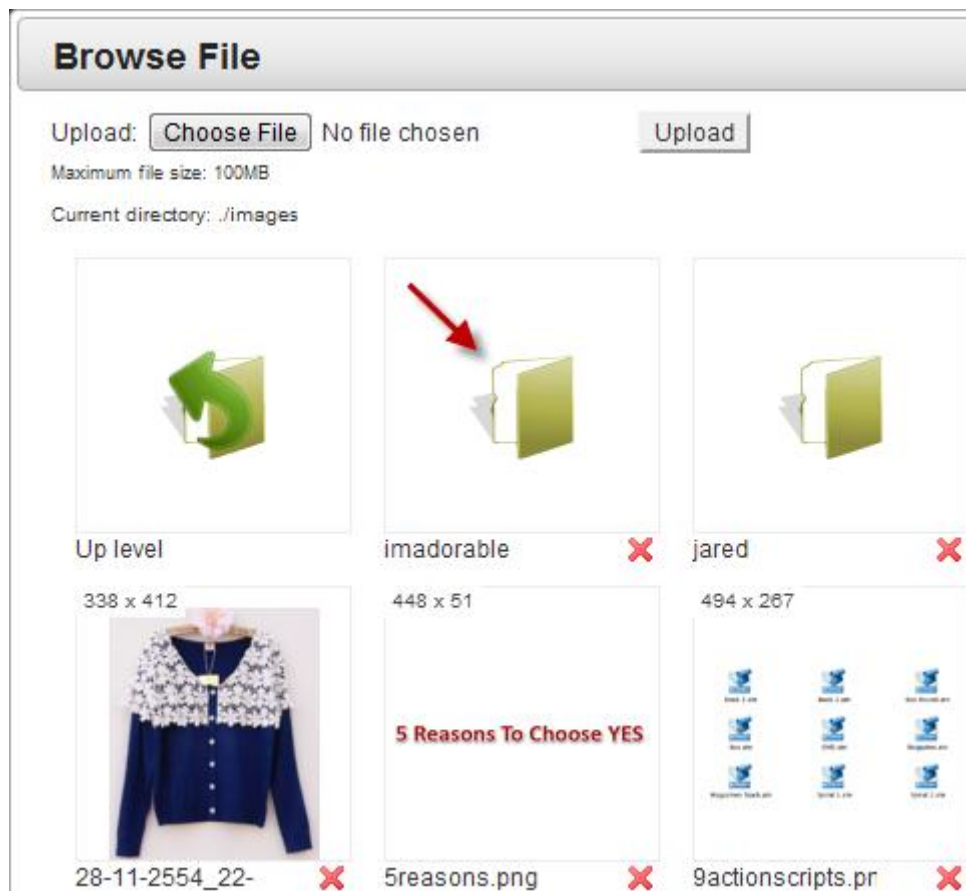 Browse File
Upload: Choose File No file chosen Upload
Maximum file size: 100MB
Current directory: ./images
Up level
imadorable
jared
338 x 412
448 x 51
494 x 267
5 Reasons To Choose YES
28-11-2554_22-
5reasons.png
9actionscripts.pr